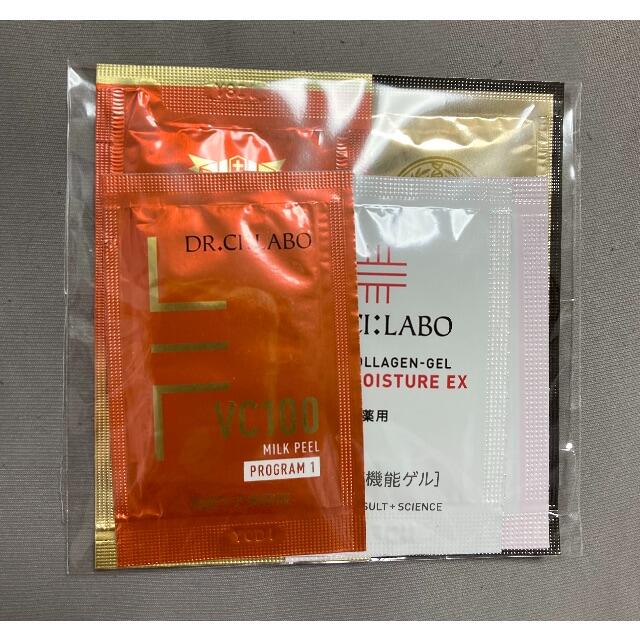 DR.CI:LABO
VC100
MILK PEEL
PROGRAM 1
CI:LABO
OLLAGEN-GEL
OISTURE EX
薬用
機能ゲル]
SULT+SCIENCE